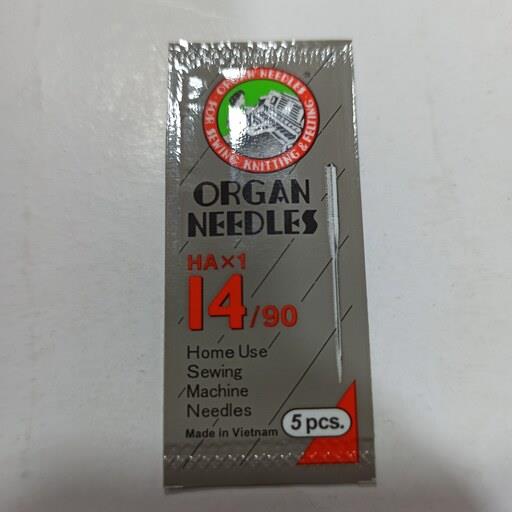 ORGAN NEEDLES
FOR SEWING KNITTING & FELTING
ORGAN
NEEDLES
HA×1
14/90
Home Use
Sewing
Machine
Needles
Made in Vietnam
5 pcs.